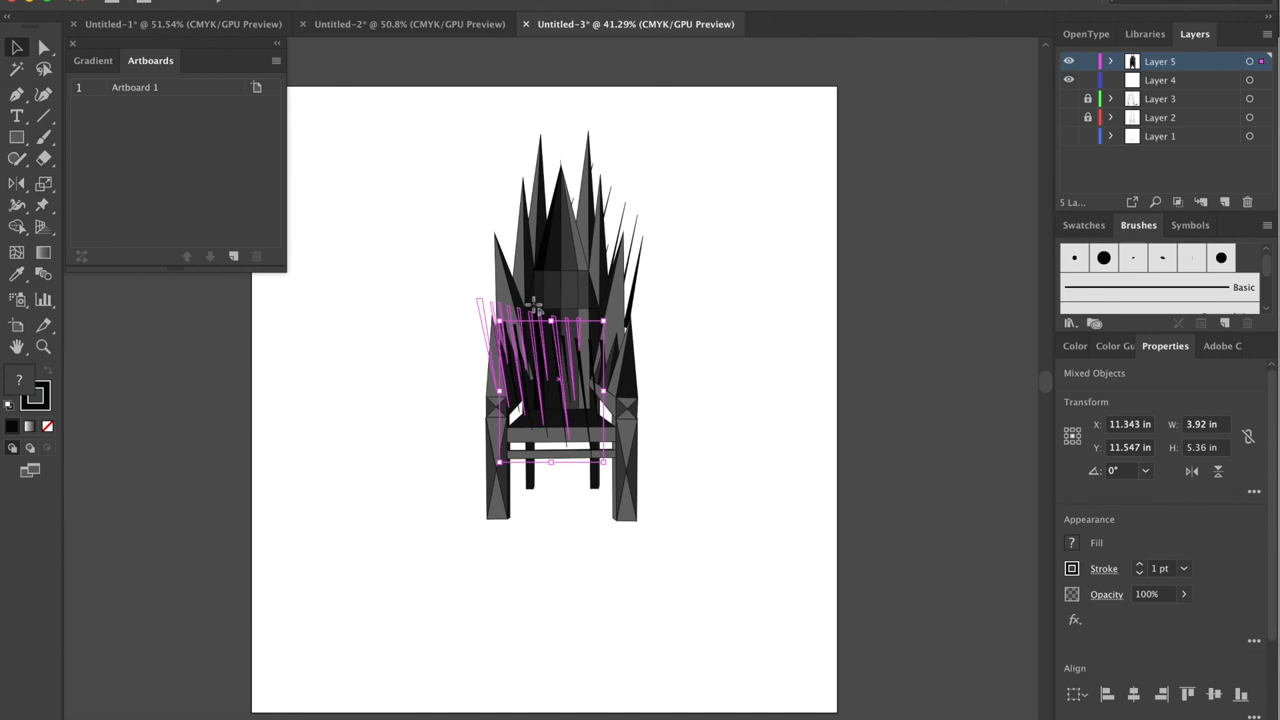 Untitled-1* @ 51.54% (CMYK/GPU Preview)
Untitled-2* @ 50.8% (CMYK/GPU Preview)
Untitled-3* @ 41.29% (CMYK/GPU Preview)
Gradient
Artboards
1
Artboard 1
?
OpenType
Libraries
Layers
Layer 5
Layer 4
Layer 3
Layer 2
Layer 1
5 La...
Swatches
Brushes
Symbols
Basic
Color
Color Gu
Properties
Adobe C
Mixed Objects
Transform
X:
11.343 in
W:
3.92 in
Y:
11.547 in
H:
5.36 in
0°
Appearance
?
Fill
Stroke
1 pt
Opacity
100%
fx.
Align